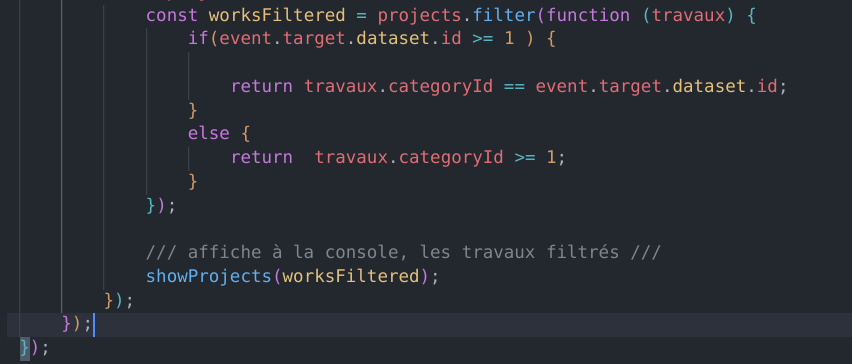 const worksFiltered = projects.filter(function (travaux) {
if(event.target.dataset.id >= 1 ) {
return travaux.categoryId == event.target.dataset.id;
}
else {
return  travaux.categoryId >= 1;
}
});
/// affiche à la console, les travaux filtrés ///
showProjects(worksFiltered);
});
});
});